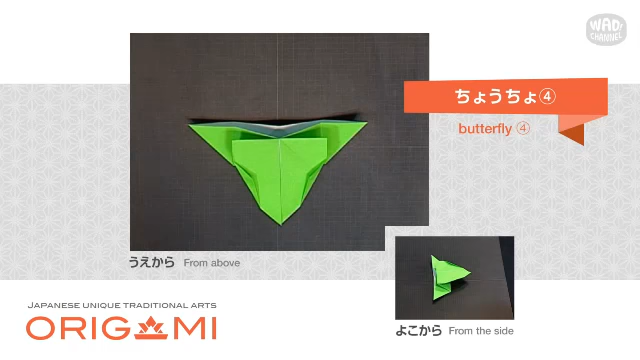 WADY
CHANNEL
ちょうちょ④
butterfly ④
うえから From above
よこから From the side
JAPANESE UNIQUE TRADITIONAL ARTS
ORIGAMI